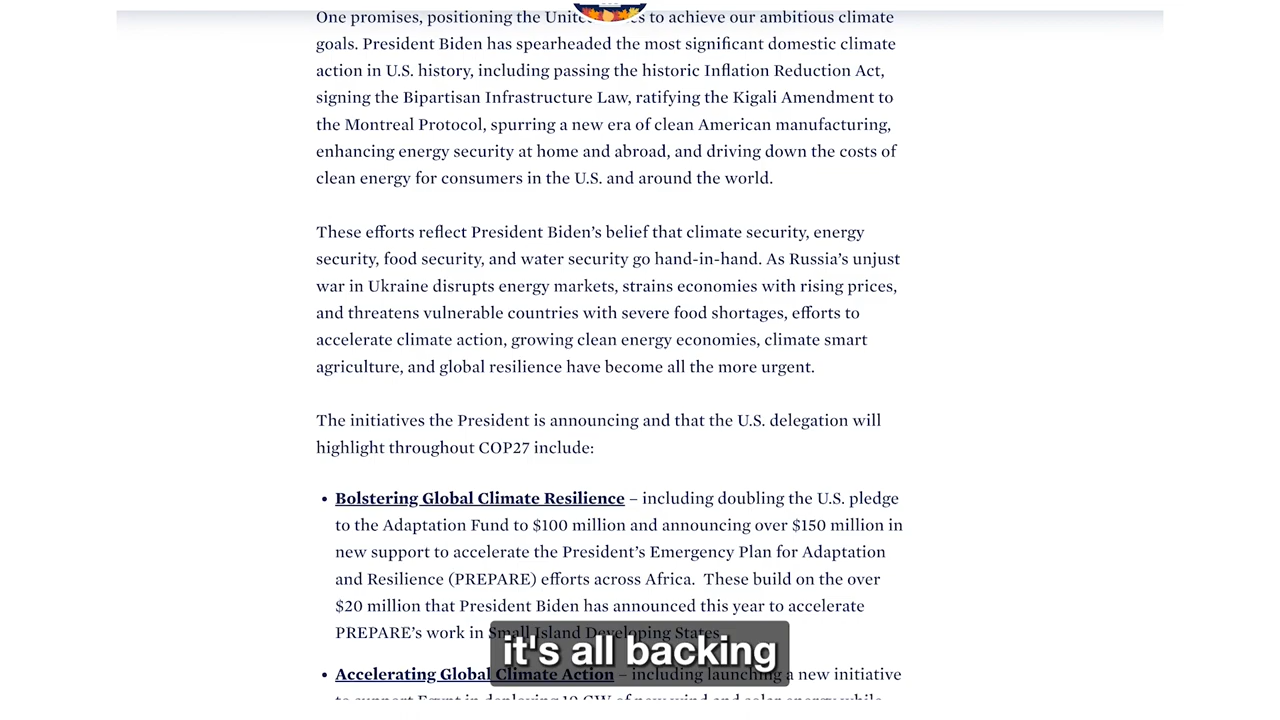 One promises, positioning the to achieve our ambitious climate
goals. President Biden has spearheaded the most significant domestic climate
action in U.S. history, including passing the historic Inflation Reduction Act,
signing the Bipartisan Infrastructure Law, ratifying the Kigali Amendment to
the Montreal Protocol, spurring a new era of clean American manufacturing,
enhancing energy security at home and abroad, and driving down the costs of
clean energy for consumers in the U.S. and around the world.
These efforts reflect President Biden's belief that climate security, energy
security, food security, and water security go hand-in-hand. As Russia's unjust
war in Ukraine disrupts energy markets, strains economies with rising prices,
and threatens vulnerable countries with severe food shortages, efforts to
accelerate climate action, growing clean energy economies, climate smart
agriculture, and global resilience have become all the more urgent.
The initiatives the President is announcing and that the U.S. delegation will
highlight throughout COP27 include:
• Bolstering Global Climate Resilience – including doubling the U.S. pledge
to the Adaptation Fund to $100 million and announcing over $150 million in
new support to accelerate the President's Emergency Plan for Adaptation
and Resilience (PREPARE) efforts across Africa. These build on the over
$20 million that President Biden has announced this year to accelerate
PREPARE's work in Small Island Developing States.
it's all backing
• Accelerating Global Climate Action – including launching a new initiative